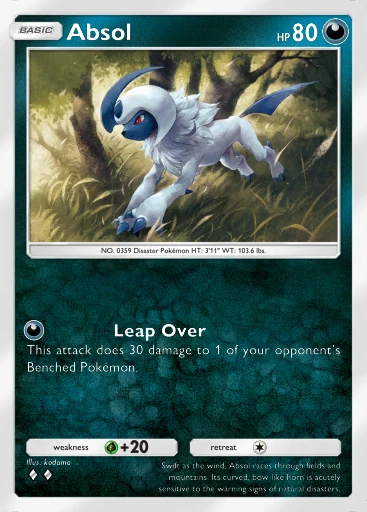 BASIC Absol HP 80
NO. 0359 Disaster Pokémon HT: 3'11" WT: 103.6 lbs.
Leap Over
This attack does 30 damage to 1 of your opponent's
Benched Pokémon.
weakness +20 retreat
Illus. kodama
Swift as the wind, Absol races through fields and
mountains. Its curved, bow-like horn is acutely
sensitive to the warning signs of natural disasters.